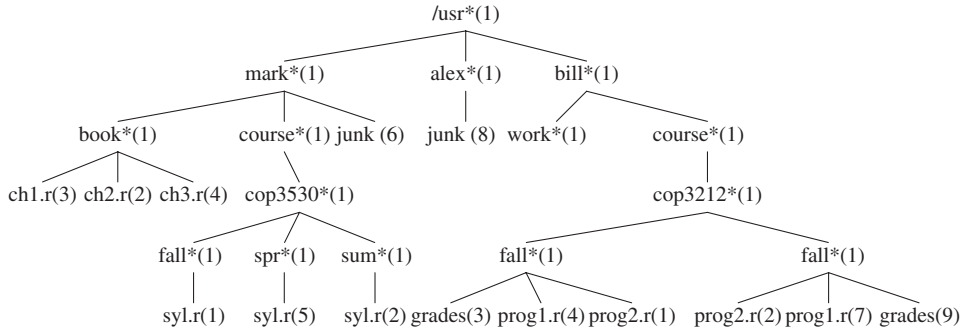 /usr*(1)
mark*(1) alex*(1) bill*(1)
book*(1) course*(1) junk (6) junk (8) work*(1) course*(1)
ch1.r(3) ch2.r(2) ch3.r(4) cop3530*(1) cop3212*(1)
fall*(1) spr*(1) sum*(1) fall*(1) fall*(1)
syl.r(1) syl.r(5) syl.r(2) grades(3) prog1.r(4) prog2.r(1) prog2.r(2) prog1.r(7) grades(9)